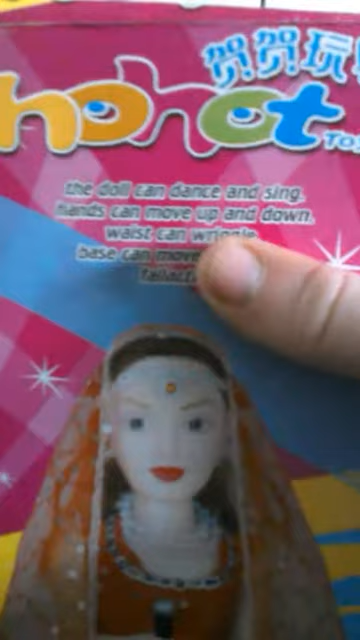 贺贺玩
hohot
To
the doll can dance and sing.
hands can move up and down.
waist can wriggle
base can move